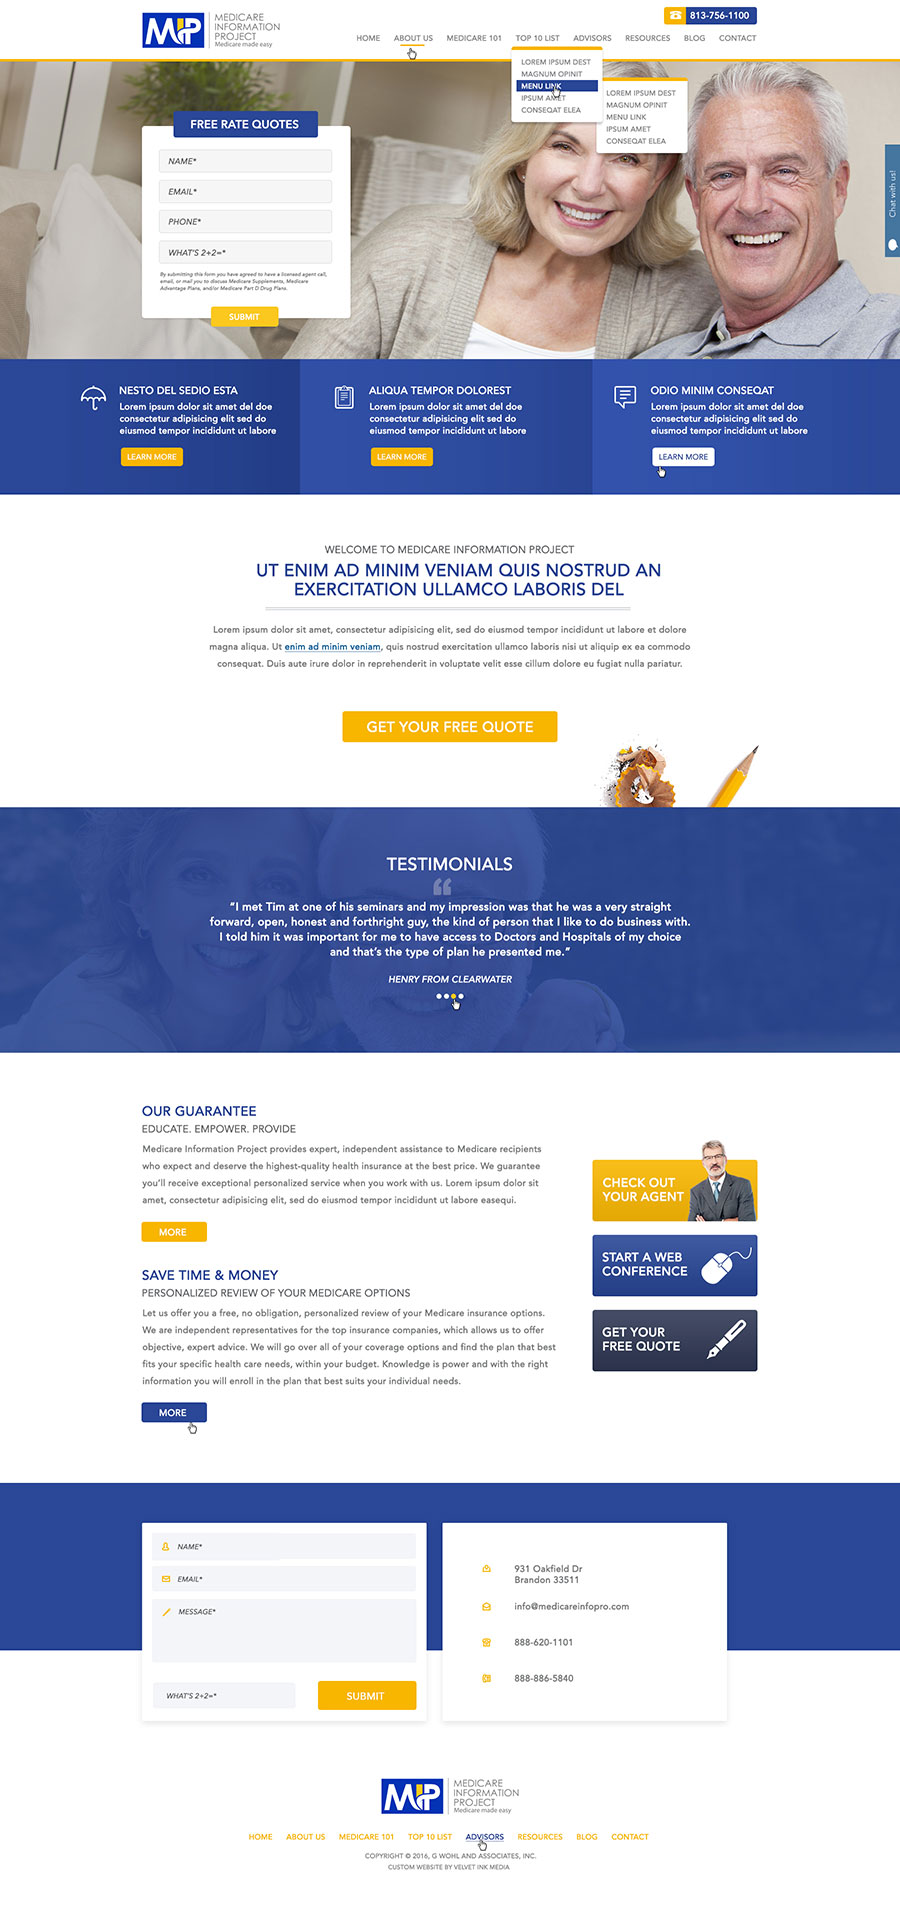 MIP
MEDICARE
INFORMATION
PROJECT
Medicare made easy
813-756-1100
HOME ABOUT US MEDICARE 101 TOP 10 LIST ADVISORS RESOURCES BLOG CONTACT
LOREM IPSUM DEST
MAGNUM OPINIT
MENU LINK
IPSUM AMET
CONSEQAT ELEA
LOREM IPSUM DEST
MAGNUM OPINIT
MENU LINK
IPSUM AMET
CONSEQAT ELEA
FREE RATE QUOTES
NAME*
EMAIL*
PHONE*
WHAT'S 2+2=*
By submitting this form you have agreed to have a licensed agent call,
email, or mail you to discuss Medicare Supplements, Medicare
Advantage Plans, and/or Medicare Part D Drug Plans.
SUBMIT
Chat with us!
NESTO DEL SEDIO ESTA
Lorem ipsum dolor sit amet del doe
consectetur adipisicing elit sed do
eiusmod tempor incididunt ut labore
LEARN MORE
ALIQUA TEMPOR DOLOREST
Lorem ipsum dolor sit amet del doe
consectetur adipisicing elit sed do
eiusmod tempor incididunt ut labore
LEARN MORE
ODIO MINIM CONSEQAT
Lorem ipsum dolor sit amet del doe
consectetur adipisicing elit sed do
eiusmod tempor incididunt ut labore
LEARN MORE
WELCOME TO MEDICARE INFORMATION PROJECT
UT ENIM AD MINIM VENIAM QUIS NOSTRUD AN
EXERCITATION ULLAMCO LABORIS DEL
Lorem ipsum dolor sit amet, consectetur adipisicing elit, sed do eiusmod tempor incididunt ut labore et dolore
magna aliqua. Ut enim ad minim veniam, quis nostrud exercitation ullamco laboris nisi ut aliquip ex ea commodo
consequat. Duis aute irure dolor in reprehenderit in voluptate velit esse cillum dolore eu fugiat nulla pariatur.
GET YOUR FREE QUOTE
TESTIMONIALS
“
“I met Tim at one of his seminars and my impression was that he was a very straight
forward, open, honest and forthright guy, the kind of person that I like to do business with.
I told him it was important for me to have access to Doctors and Hospitals of my choice
and that's the type of plan he presented me.”
HENRY FROM CLEARWATER
OUR GUARANTEE
EDUCATE. EMPOWER. PROVIDE
Medicare Information Project provides expert, independent assistance to Medicare recipients
who expect and deserve the highest-quality health insurance at the best price. We guarantee
you'll receive exceptional personalized service when you work with us. Lorem ipsum dolor sit
amet, consectetur adipisicing elit, sed do eiusmod tempor incididunt ut labore easequi.
MORE
SAVE TIME & MONEY
PERSONALIZED REVIEW OF YOUR MEDICARE OPTIONS
Let us offer you a free, no obligation, personalized review of your Medicare insurance options.
We are independent representatives for the top insurance companies, which allows us to offer
objective, expert advice. We will go over all of your coverage options and find the plan that best
fits your specific health care needs, within your budget. Knowledge is power and with the right
information you will enroll in the plan that best suits your individual needs.
MORE
CHECK OUT
YOUR AGENT
START A WEB
CONFERENCE
GET YOUR
FREE QUOTE
NAME*
EMAIL*
MESSAGE*
WHAT'S 2+2=*
SUBMIT
931 Oakfield Dr
Brandon 33511
info@medicareinfopro.com
888-620-1101
888-886-5840
MIP
MEDICARE
INFORMATION
PROJECT
Medicare made easy
HOME ABOUT US MEDICARE 101 TOP 10 LIST ADVISORS RESOURCES BLOG CONTACT
COPYRIGHT © 2016, G WOHL AND ASSOCIATES, INC.
CUSTOM WEBSITE BY VELVET INK MEDIA